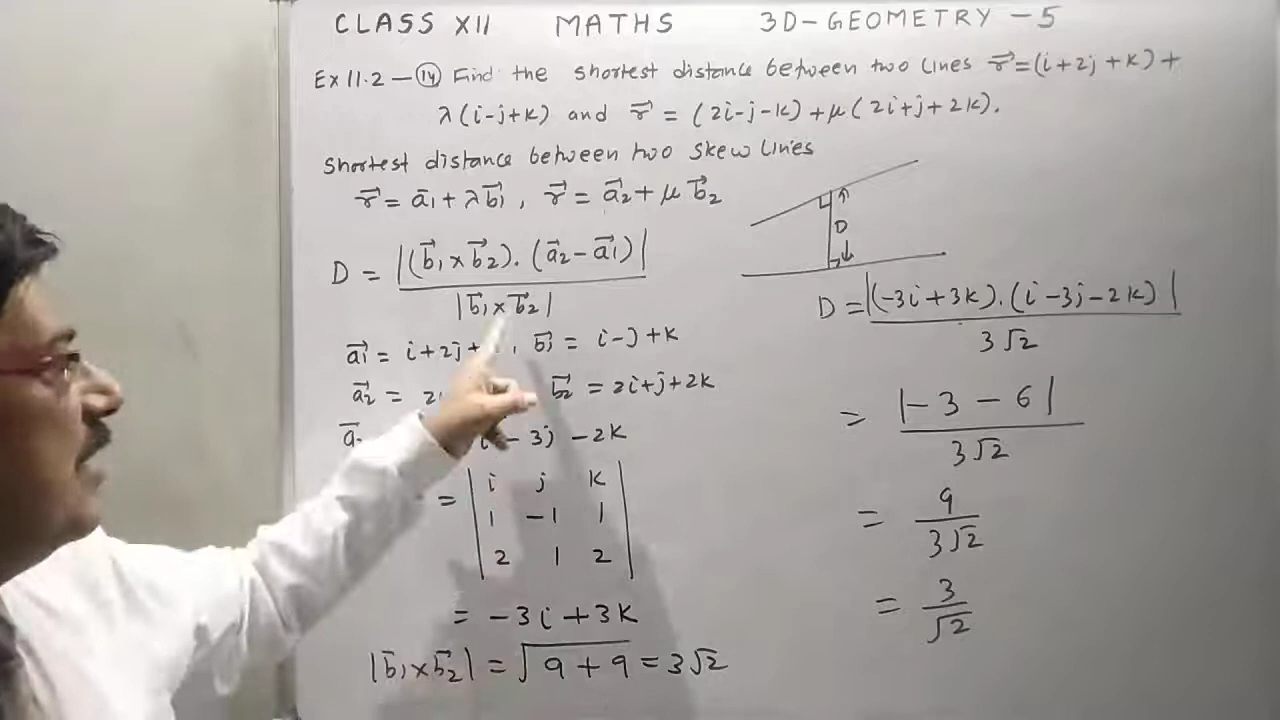 CLASS XII MATHS 3D-GEOMETRY -5
Ex 11.2 - (14) Find the shortest distance between two lines r⃗=(i+2j+k)+
λ(i-j+k) and r⃗ = (2i-j-k)+μ(2i+j+2k).
Shortest distance between two skew lines
r⃗ = a̅₁+λb⃗₁, r⃗ = a⃗₂+μb⃗₂
D = |(b⃗₁×b⃗₂).(a⃗₂-a⃗₁)| / |b⃗₁×b⃗₂|
a⃗₁ = i+2j+ , b⃗₁ = i-j+k
a⃗₂ = 2i b⃗₂ = 2i+j+2k
i-3j-2k
= | i j k |
| 1 -1 1 |
| 2 1 2 |
= -3i+3k
|b̅₁×b̅₂| = √(9+9) = 3√2
D
D = |(-3i+3k).(i-3j-2k)| / 3√2
= |-3-6| / 3√2
= 9 / 3√2
= 3 / √2